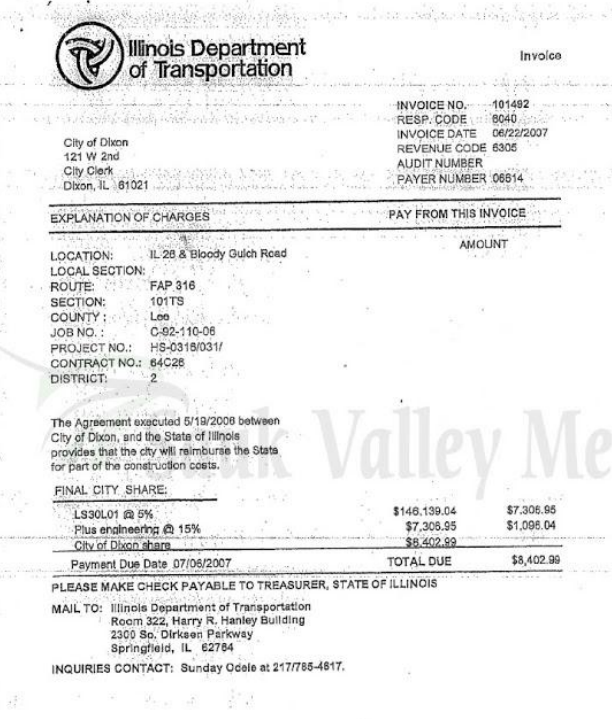 Illinois Department
of Transportation
Invoice
INVOICE NO. 101492
RESP. CODE 6040
INVOICE DATE 06/22/2007
REVENUE CODE 6305
AUDIT NUMBER
PAYER NUMBER 06614
City of Dixon
121 W 2nd
City Clerk
Dixon, IL 61021
EXPLANATION OF CHARGES PAY FROM THIS INVOICE
AMOUNT
LOCATION: IL 26 & Bloody Gulch Road
LOCAL SECTION:
ROUTE: FAP 316
SECTION: 101TS
COUNTY : Lee
JOB NO. : C-92-110-06
PROJECT NO.: HS-0316/031/
CONTRACT NO.: 64C26
DISTRICT: 2
The Agreement executed 5/19/2006 between
City of Dixon, and the State of Illinois
provides that the city will reimburse the State
for part of the construction costs.
Sauk Valley Me
FINAL CITY SHARE:
LS30L01 @ 5% $146,139.04 $7,306.95
Plus engineering @ 15% $7,306.95 $1,096.04
City of Dixon share $8,402.99
Payment Due Date 07/06/2007 TOTAL DUE $8,402.99
PLEASE MAKE CHECK PAYABLE TO TREASURER, STATE OF ILLINOIS
MAIL TO: Illinois Department of Transportation
Room 322, Harry R. Hanley Building
2300 So. Dirksen Parkway
Springfield, IL 62764
INQUIRIES CONTACT: Sunday Odele at 217/785-4817.